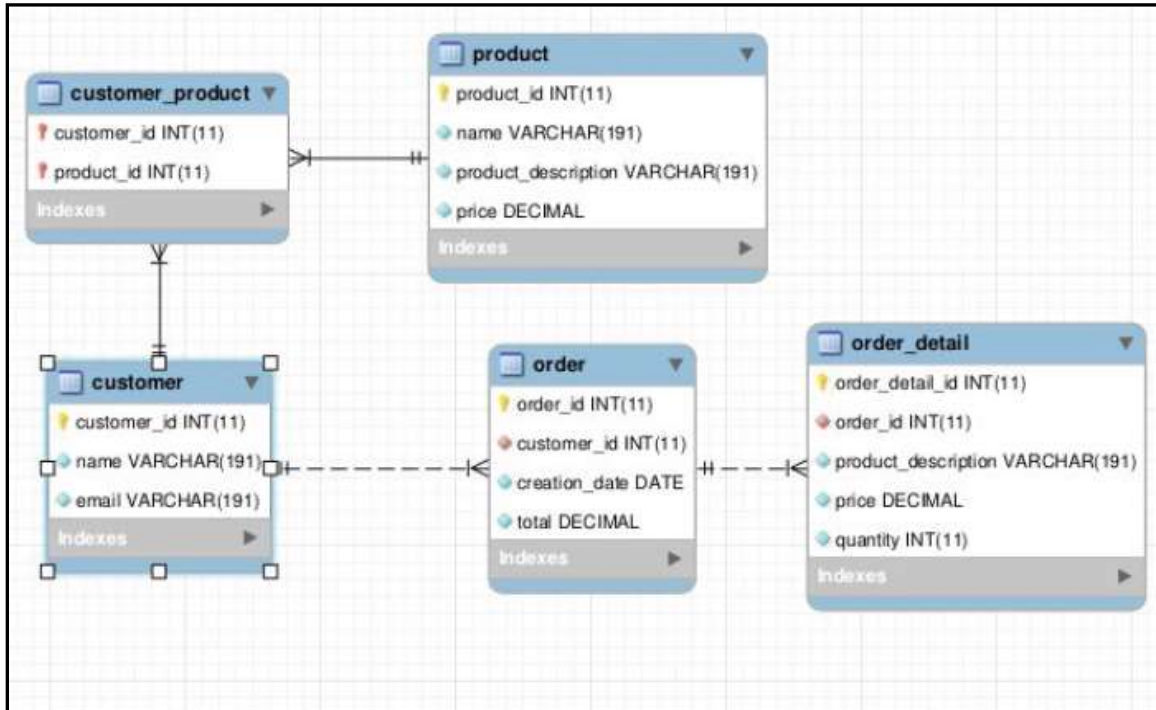 customer_product
customer_id INT(11)
product_id INT(11)
Indexes
product
product_id INT(11)
name VARCHAR(191)
product_description VARCHAR(191)
price DECIMAL
Indexes
customer
customer_id INT(11)
name VARCHAR(191)
email VARCHAR(191)
Indexes
order
order_id INT(11)
customer_id INT(11)
creation_date DATE
total DECIMAL
Indexes
order_detail
order_detail_id INT(11)
order_id INT(11)
product_description VARCHAR(191)
price DECIMAL
quantity INT(11)
Indexes